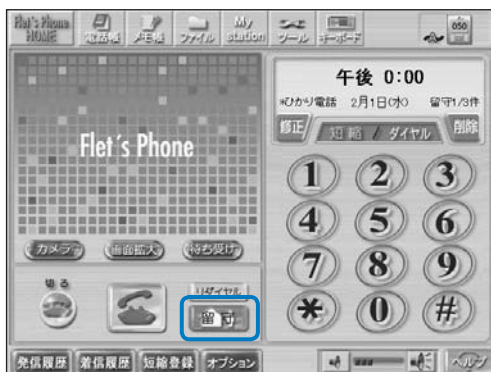 Flet's Phone
HOME
電話帳
メモ帳
ファイル
My
Station
ツール
キーボード
050
午後 0:00
*ひかり電話 2月1日(水) 留守1/3件
修正
短縮 / ダイヤル
削除
Flet's Phone
1 2 3
4 5 6
7 8 9
* 0 #
カメラ
画面拡大
待ち受け
切る
リダイヤル
留守
発信履歴
着信履歴
短縮登録
オプション
ヘルプ